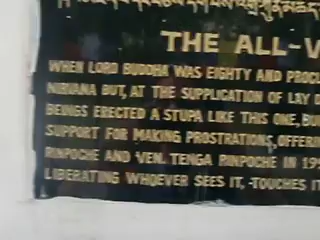 THE ALL-V
WHEN LORD BUDDHA WAS EIGHTY AND PROCL
NIRVANA BUT, AT THE SUPPLICATION OF LAY D
BEINGS ERECTED A STUPA LIKE THIS ONE, BU
SUPPORT FOR MAKING PROSTRATIONS, OFFERIN
RINPOCHE AND VEN. TENGA RINPOCHE IN 199
LIBERATING WHOEVER SEES IT, TOUCHES IT